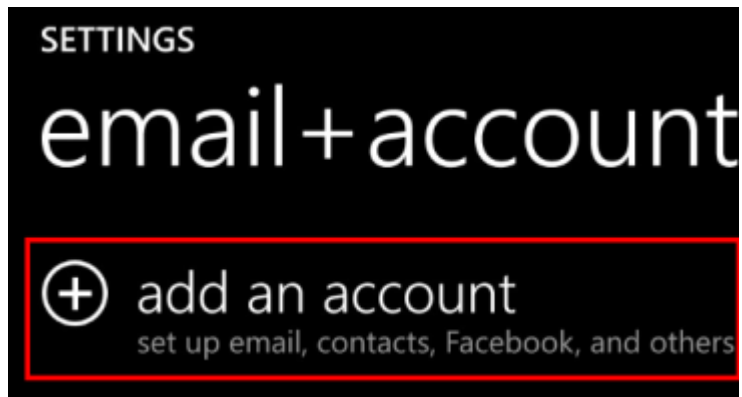 SETTINGS
email+account
add an account
set up email, contacts, Facebook, and others